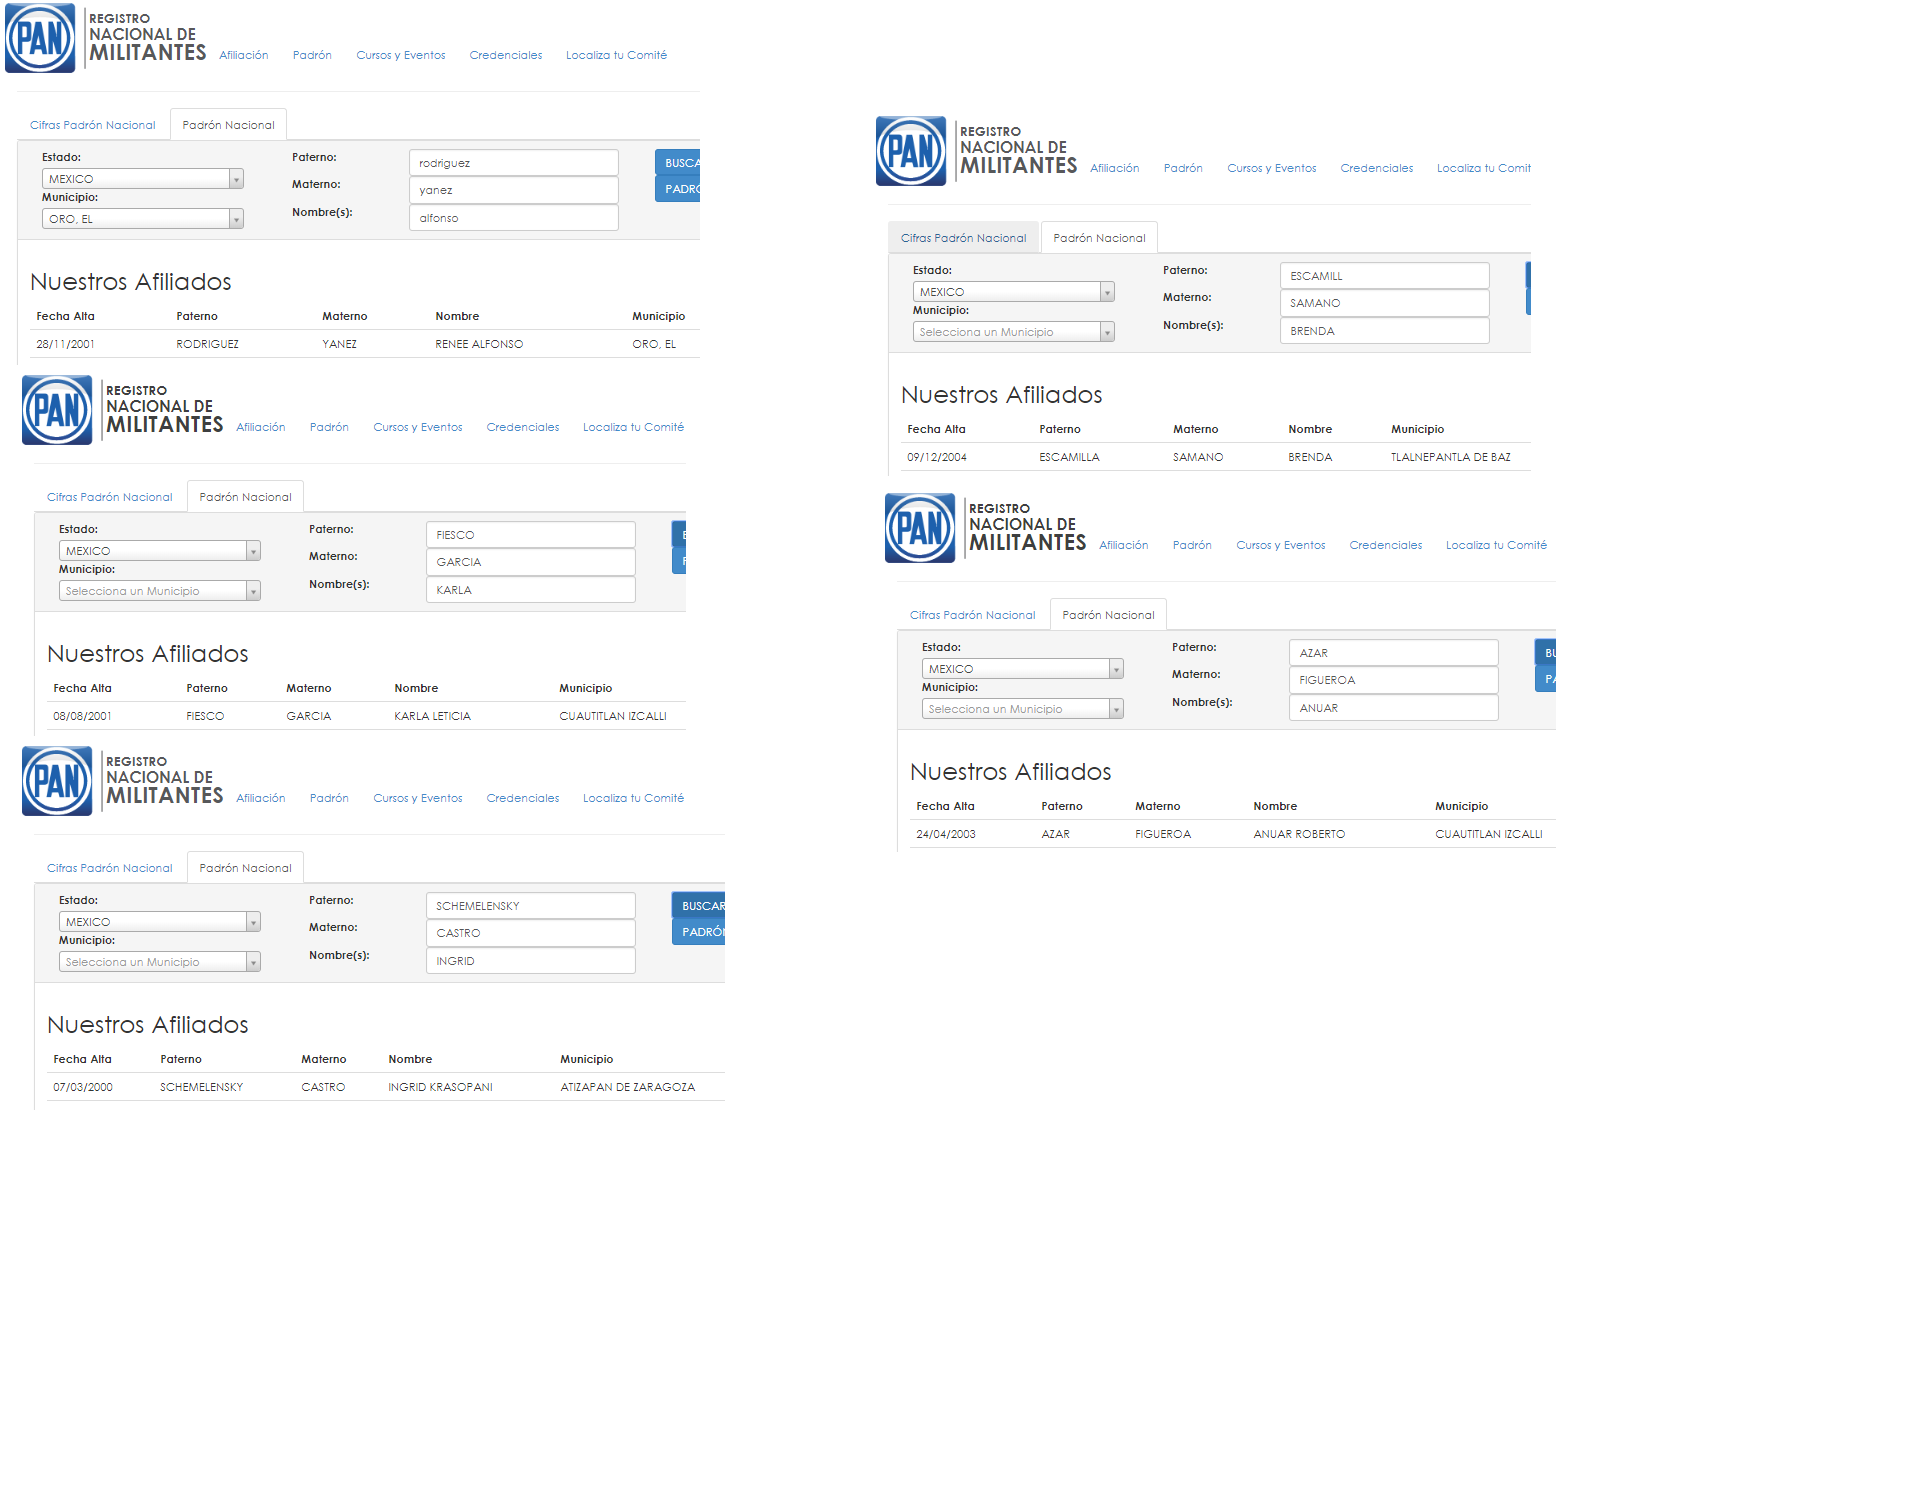 PAN
REGISTRO
NACIONAL DE
MILITANTES
Afiliación Padrón Cursos y Eventos Credenciales Localiza tu Comité
Cifras Padrón Nacional Padrón Nacional
Estado: Paterno: rodriguez BUSCA
MEXICO Materno: yanez PADRÓ
Municipio: Nombre(s): alfonso
ORO, EL
Nuestros Afiliados
Fecha Alta Paterno Materno Nombre Municipio
28/11/2001 RODRIGUEZ YANEZ RENEE ALFONSO ORO, EL
PAN
REGISTRO
NACIONAL DE
MILITANTES
Afiliación Padrón Cursos y Eventos Credenciales Localiza tu Comité
Cifras Padrón Nacional Padrón Nacional
Estado: Paterno: FIESCO
MEXICO Materno: GARCIA
Municipio: Nombre(s): KARLA
Selecciona un Municipio
Nuestros Afiliados
Fecha Alta Paterno Materno Nombre Municipio
08/08/2001 FIESCO GARCIA KARLA LETICIA CUAUTITLAN IZCALLI
PAN
REGISTRO
NACIONAL DE
MILITANTES
Afiliación Padrón Cursos y Eventos Credenciales Localiza tu Comité
Cifras Padrón Nacional Padrón Nacional
Estado: Paterno: SCHEMELENSKY BUSCAR
MEXICO Materno: CASTRO PADRÓN
Municipio: Nombre(s): INGRID
Selecciona un Municipio
Nuestros Afiliados
Fecha Alta Paterno Materno Nombre Municipio
07/03/2000 SCHEMELENSKY CASTRO INGRID KRASOPANI ATIZAPAN DE ZARAGOZA
PAN
REGISTRO
NACIONAL DE
MILITANTES
Afiliación Padrón Cursos y Eventos Credenciales Localiza tu Comit
Cifras Padrón Nacional Padrón Nacional
Estado: Paterno: ESCAMILL
MEXICO Materno: SAMANO
Municipio: Nombre(s): BRENDA
Selecciona un Municipio
Nuestros Afiliados
Fecha Alta Paterno Materno Nombre Municipio
09/12/2004 ESCAMILLA SAMANO BRENDA TLALNEPANTLA DE BAZ
PAN
REGISTRO
NACIONAL DE
MILITANTES
Afiliación Padrón Cursos y Eventos Credenciales Localiza tu Comité
Cifras Padrón Nacional Padrón Nacional
Estado: Paterno: AZAR BU
MEXICO Materno: FIGUEROA PA
Municipio: Nombre(s): ANUAR
Selecciona un Municipio
Nuestros Afiliados
Fecha Alta Paterno Materno Nombre Municipio
24/04/2003 AZAR FIGUEROA ANUAR ROBERTO CUAUTITLAN IZCALLI